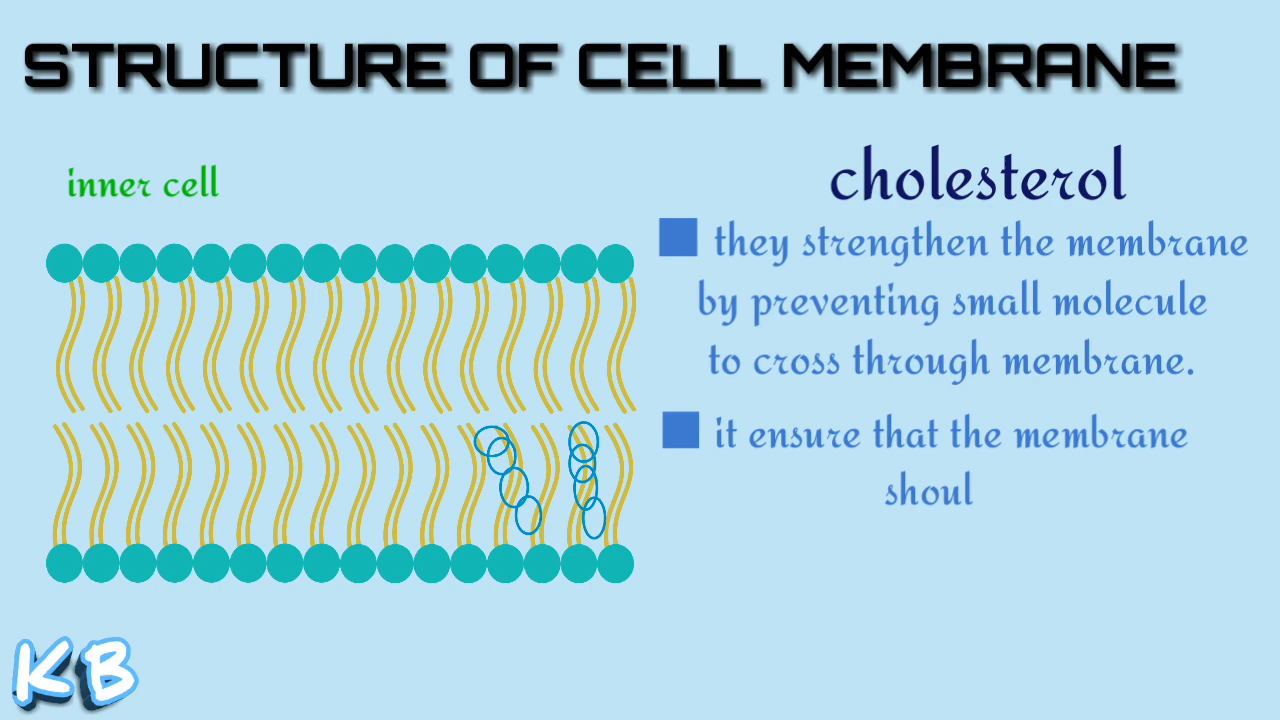 STRUCTURE OF CELL MEMBRANE
inner cell
cholesterol
they strengthen the membrane
by preventing small molecule
to cross through membrane.
it ensure that the membrane
shoul
KB